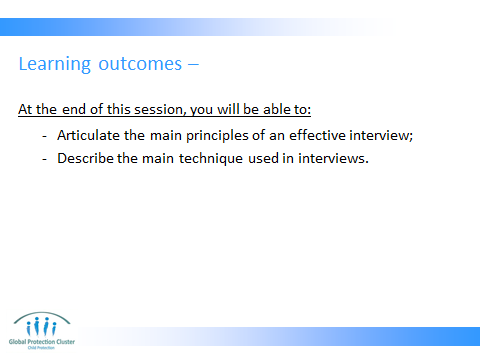 Learning outcomes –
At the end of this session, you will be able to:
- Articulate the main principles of an effective interview;
- Describe the main technique used in interviews.
Global Protection Cluster
Child Protection